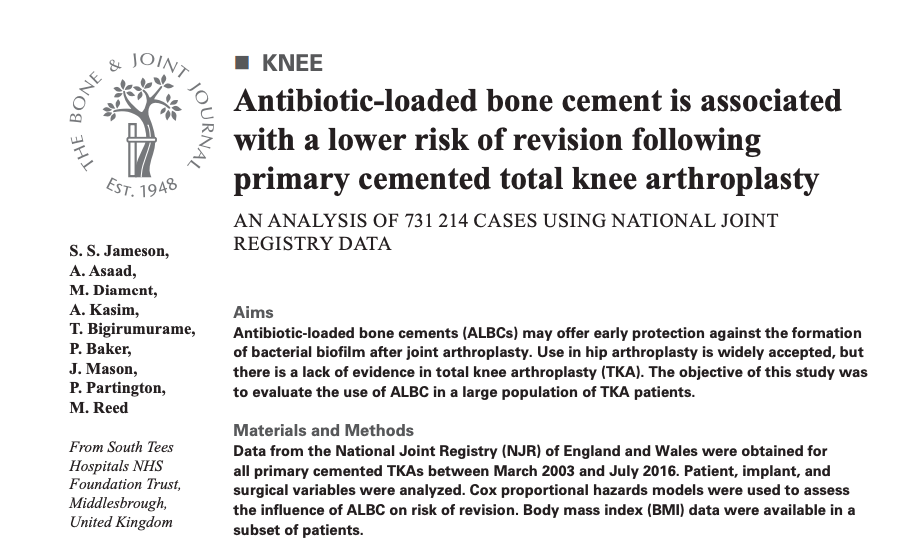 THE BONE & JOINT JOURNAL
EST. 1948
KNEE
Antibiotic-loaded bone cement is associated
with a lower risk of revision following
primary cemented total knee arthroplasty
AN ANALYSIS OF 731 214 CASES USING NATIONAL JOINT
REGISTRY DATA
S. S. Jameson,
A. Asaad,
M. Diament,
A. Kasim,
T. Bigirumurame,
P. Baker,
J. Mason,
P. Partington,
M. Reed
From South Tees
Hospitals NHS
Foundation Trust,
Middlesbrough,
United Kingdom
Aims
Antibiotic-loaded bone cements (ALBCs) may offer early protection against the formation
of bacterial biofilm after joint arthroplasty. Use in hip arthroplasty is widely accepted, but
there is a lack of evidence in total knee arthroplasty (TKA). The objective of this study was
to evaluate the use of ALBC in a large population of TKA patients.
Materials and Methods
Data from the National Joint Registry (NJR) of England and Wales were obtained for
all primary cemented TKAs between March 2003 and July 2016. Patient, implant, and
surgical variables were analyzed. Cox proportional hazards models were used to assess
the influence of ALBC on risk of revision. Body mass index (BMI) data were available in a
subset of patients.